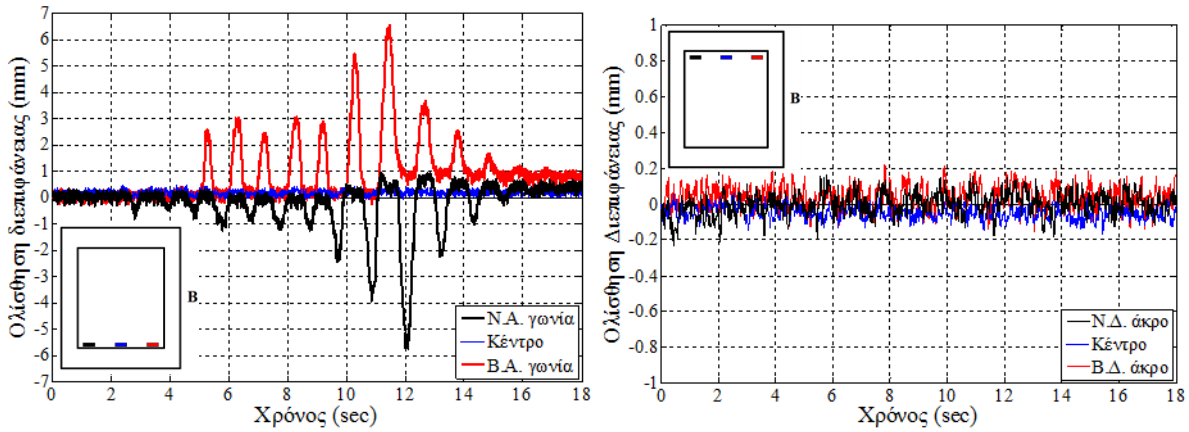 Ολίσθηση διεπιφάνειας (mm)
7
6
5
4
3
2
1
0
-1
-2
-3
-4
-5
-6
-7
B
Ν.Α. γωνία
Κέντρο
Β.Α. γωνία
0 2 4 6 8 10 12 14 16 18
Χρόνος (sec)
Ολίσθηση Διεπιφάνειας (mm)
1
0.8
0.6
0.4
0.2
0
-0.2
-0.4
-0.6
-0.8
-1
B
Ν.Δ. άκρο
Κέντρο
Β.Δ. άκρο
0 2 4 6 8 10 12 14 16 18
Χρόνος (sec)